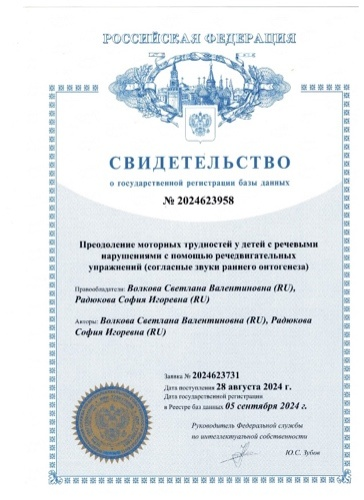 РОССИЙСКАЯ ФЕДЕРАЦИЯ
СВИДЕТЕЛЬСТВО
о государственной регистрации базы данных
№ 2024623958
Преодоление моторных трудностей у детей с речевыми
нарушениями с помощью речедвигательных
упражнений (согласные звуки раннего онтогенеза)
Правообладатели: Волкова Светлана Валентиновна (RU),
Радюкова София Игоревна (RU)
Авторы: Волкова Светлана Валентиновна (RU), Радюкова
София Игоревна (RU)
Заявка № 2024623731
Дата поступления 28 августа 2024 г.
Дата государственной регистрации
в Реестре баз данных 05 сентября 2024 г.
Руководитель Федеральной службы
по интеллектуальной собственности
Ю.С. Зубов